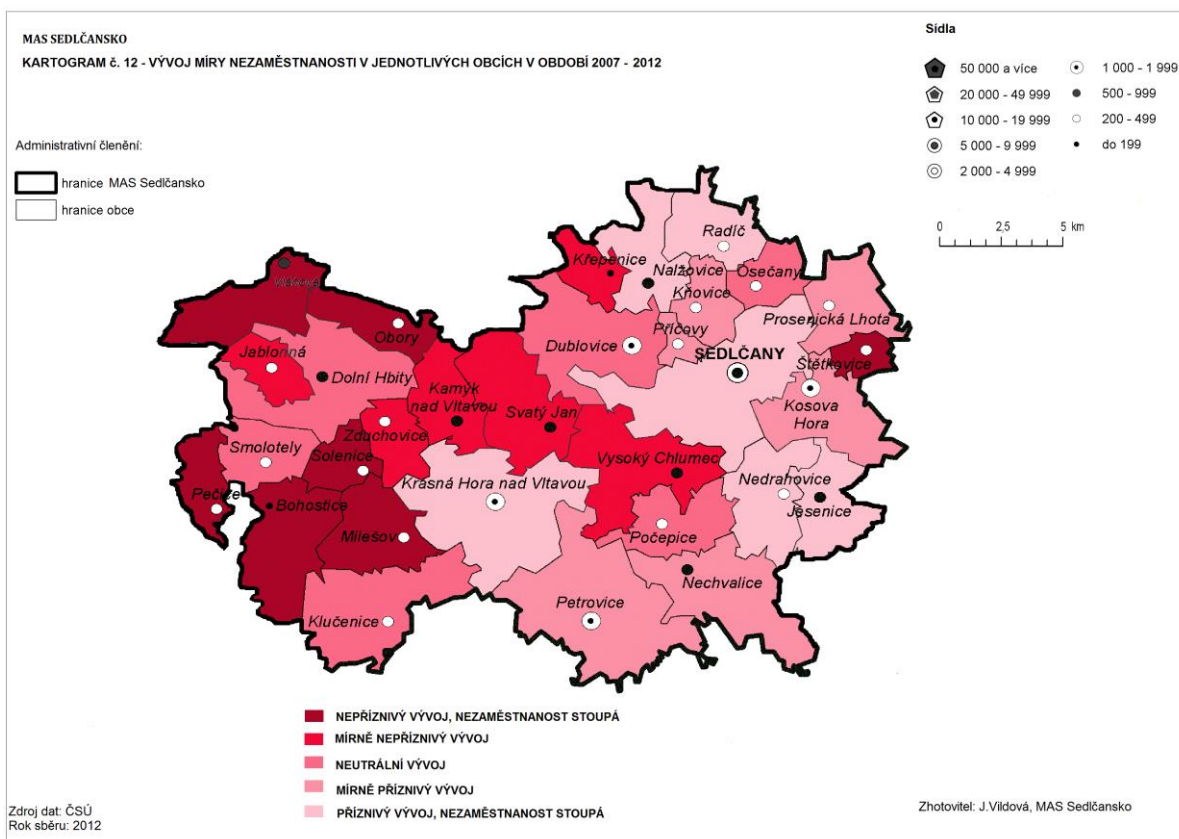 MAS SEDLČANSKO
KARTOGRAM č. 12 - VÝVOJ MÍRY NEZAMĚSTNANOSTI V JEDNOTLIVÝCH OBCÍCH V OBDOBÍ 2007 - 2012
Administrativní členění:
hranice MAS Sedlčansko
hranice obce
Sídla
50 000 a více
20 000 - 49 999
10 000 - 19 999
5 000 - 9 999
2 000 - 4 999
1 000 - 1 999
500 - 999
200 - 499
do 199
0 2,5 5 km
Radíč
Křepenice
Nalžovice
Osečany
Kňovice
Prosenická Lhota
Obory
Příčovy
Dublovice
SEDLČANY
Štětkovice
Jablonná
Dolní Hbity
Kamýk
nad Vltavou
Svatý Jan
Kosova
Hora
Zduchovice
Smolotely
Solenice
Vysoký Chlumec
Krásná Hora nad Vltavou
Nedrahovice
Jesenice
Pečice
Bohostice
Milešov
Počepice
Nechvalice
Petrovice
Klučenice
NEPŘÍZNIVÝ VÝVOJ, NEZAMĚSTNANOST STOUPÁ
MÍRNĚ NEPŘÍZNIVÝ VÝVOJ
NEUTRÁLNÍ VÝVOJ
MÍRNĚ PŘÍZNIVÝ VÝVOJ
PŘÍZNIVÝ VÝVOJ, NEZAMĚSTNANOST STOUPÁ
Zdroj dat: ČSÚ
Rok sběru: 2012
Zhotovitel: J.Vildová, MAS Sedlčansko